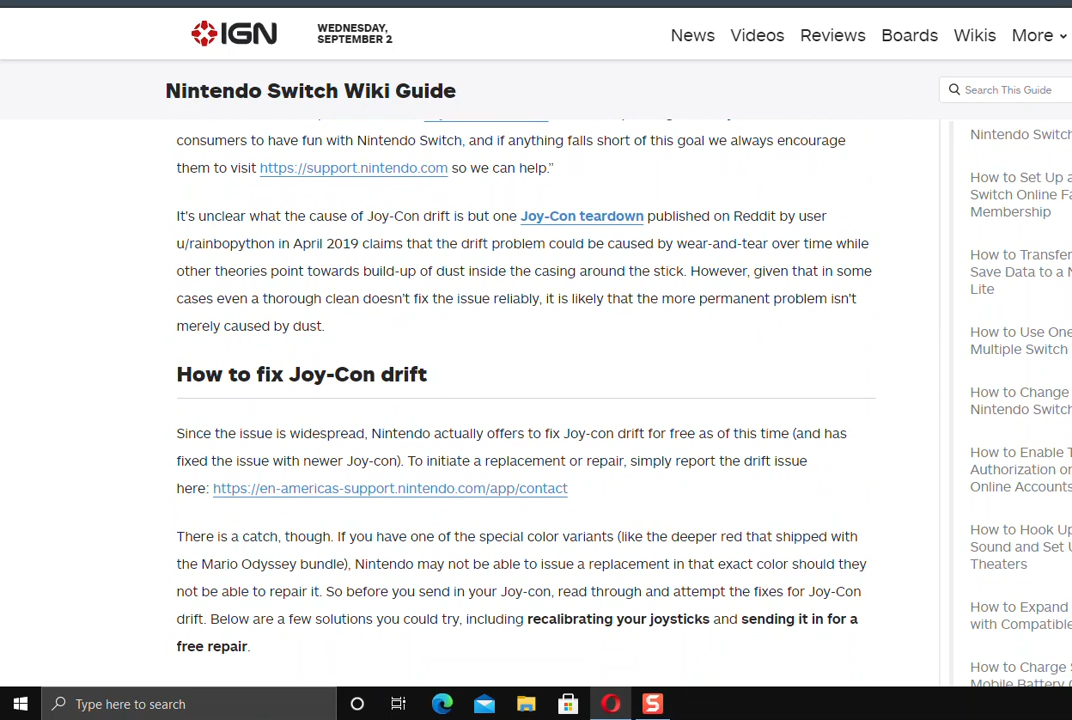 IGN
WEDNESDAY,
SEPTEMBER 2
News Videos Reviews Boards Wikis More
Nintendo Switch Wiki Guide
Search This Guide
consumers to have fun with Nintendo Switch, and if anything falls short of this goal we always encourage
them to visit https://support.nintendo.com so we can help.”
It's unclear what the cause of Joy-Con drift is but one Joy-Con teardown published on Reddit by user
u/rainbopython in April 2019 claims that the drift problem could be caused by wear-and-tear over time while
other theories point towards build-up of dust inside the casing around the stick. However, given that in some
cases even a thorough clean doesn't fix the issue reliably, it is likely that the more permanent problem isn't
merely caused by dust.
How to fix Joy-Con drift
Since the issue is widespread, Nintendo actually offers to fix Joy-con drift for free as of this time (and has
fixed the issue with newer Joy-con). To initiate a replacement or repair, simply report the drift issue
here: https://en-americas-support.nintendo.com/app/contact
There is a catch, though. If you have one of the special color variants (like the deeper red that shipped with
the Mario Odyssey bundle), Nintendo may not be able to issue a replacement in that exact color should they
not be able to repair it. So before you send in your Joy-con, read through and attempt the fixes for Joy-Con
drift. Below are a few solutions you could try, including recalibrating your joysticks and sending it in for a
free repair.
Nintendo Switch
How to Set Up a
Switch Online Fa
Membership
How to Transfer
Save Data to a N
Lite
How to Use One
Multiple Switch
How to Change
Nintendo Switch
How to Enable T
Authorization on
Online Accounts
How to Hook Up
Sound and Set U
Theaters
How to Expand
with Compatible
How to Charge S
Mobile Battery C
Type here to search